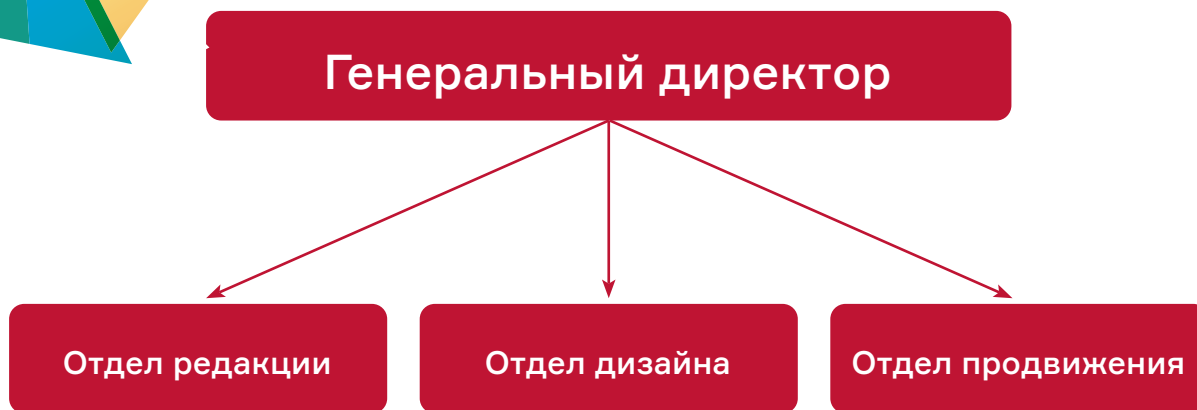 Генеральный директор
Отдел редакции
Отдел дизайна
Отдел продвижения